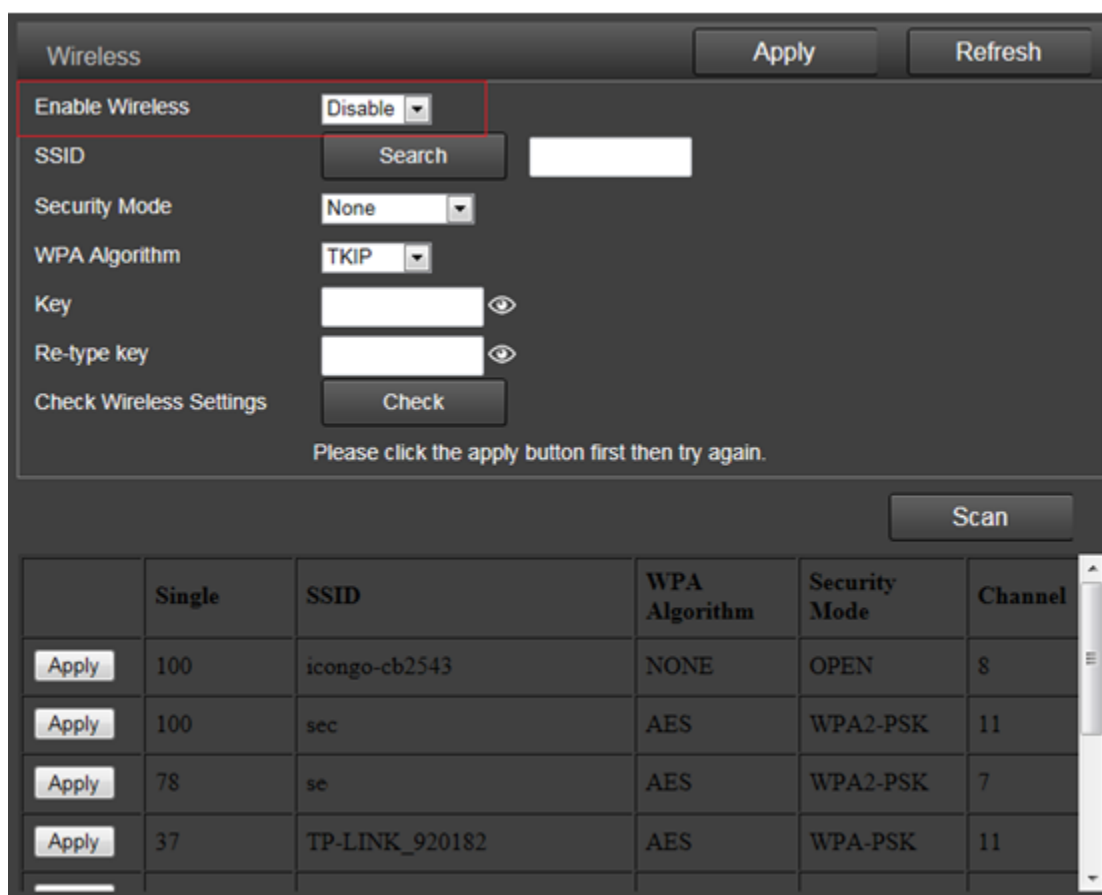 Wireless Apply Refresh
Enable Wireless Disable
SSID Search
Security Mode None
WPA Algorithm TKIP
Key
Re-type key
Check Wireless Settings Check
Please click the apply button first then try again.
Scan
Single SSID WPA Algorithm Security Mode Channel
Apply 100 icongo-cb2543 NONE OPEN 8
Apply 100 sec AES WPA2-PSK 11
Apply 78 se AES WPA2-PSK 7
Apply 37 TP-LINK_920182 AES WPA-PSK 11